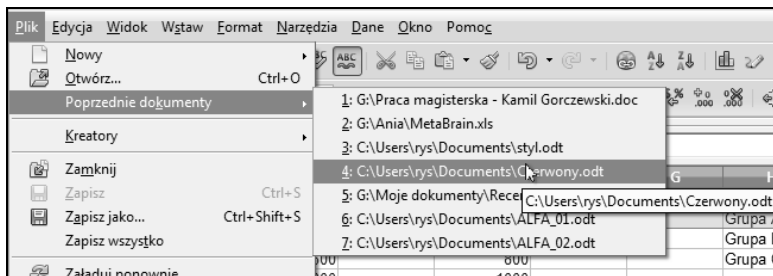 Plik Edycja Widok Wstaw Format Narzędzia Dane Okno Pomoc
Nowy
Otwórz... Ctrl+O
Poprzednie dokumenty
Kreatory
Zamknij
Zapisz Ctrl+S
Zapisz jako... Ctrl+Shift+S
Zapisz wszystko
Załaduj ponownie
1: G:\Praca magisterska - Kamil Gorczewski.doc
2: G:\Ania\MetaBrain.xls
3: C:\Users\rys\Documents\styl.odt
4: C:\Users\rys\Documents\Czerwony.odt
5: G:\Moje dokumenty\Rece
C:\Users\rys\Documents\Czerwony.odt
6: C:\Users\rys\Documents\ALFA_01.odt
7: C:\Users\rys\Documents\ALFA_02.odt
ABC
G
Grupa
Grupa
Grupa
800